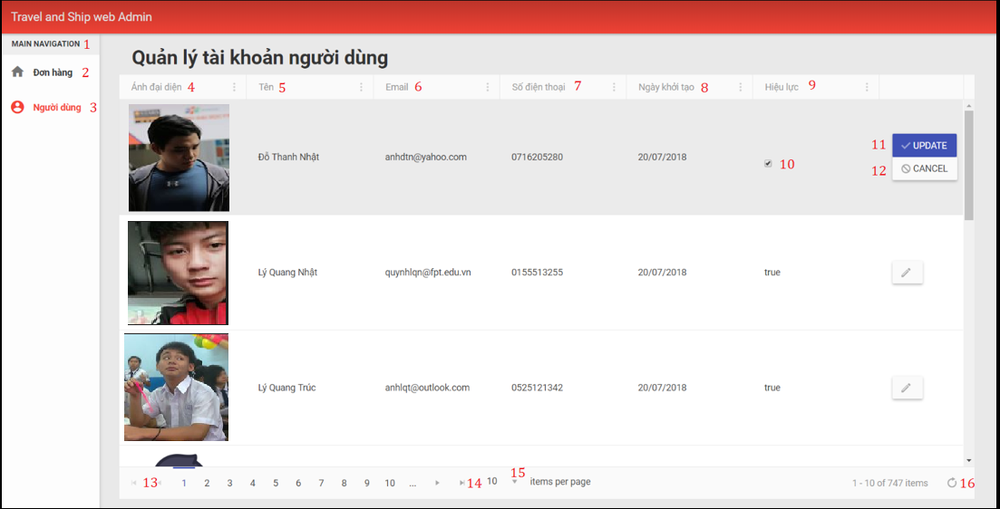 Travel and Ship web Admin
MAIN NAVIGATION 1
Đơn hàng 2
Người dùng 3
Quản lý tài khoản người dùng
Ảnh đại diện 4 Tên 5 Email 6 Số điện thoại 7 Ngày khởi tạo 8 Hiệu lực 9
Đỗ Thanh Nhật anhdtn@yahoo.com 0716205280 20/07/2018 10 11 UPDATE
12 CANCEL
Lý Quang Nhật quynhlqn@fpt.edu.vn 0155513255 20/07/2018 true
Lý Quang Trúc anhlqt@outlook.com 0525121342 20/07/2018 true
13 1 2 3 4 5 6 7 8 9 10 ... 14 10 15 items per page 1 - 10 of 747 items 16